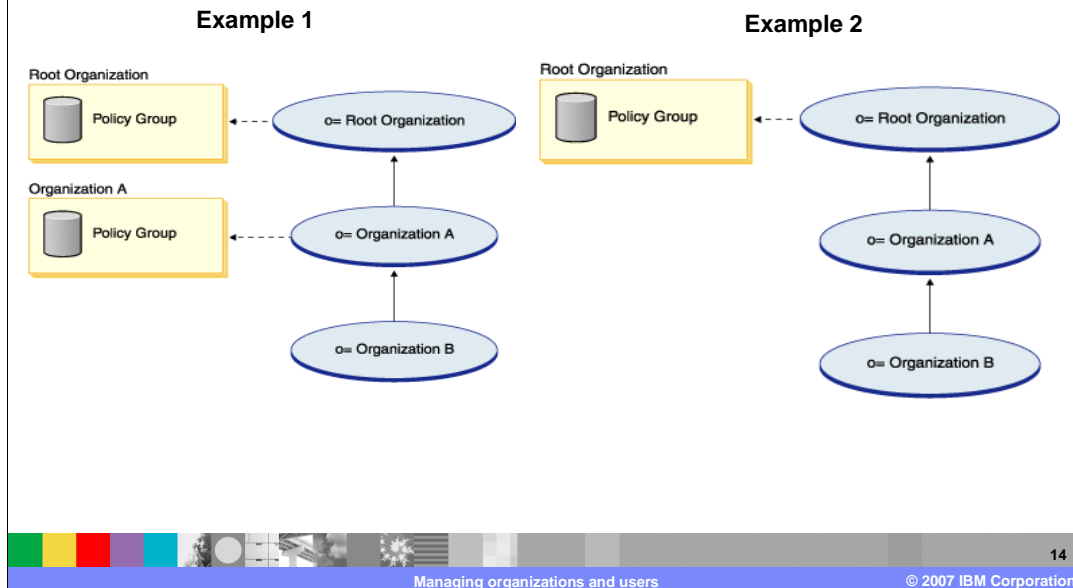 Example 1
Root Organization
Policy Group
o= Root Organization
Organization A
Policy Group
o= Organization A
o= Organization B
Example 2
Root Organization
Policy Group
o= Root Organization
o= Organization A
o= Organization B
14
Managing organizations and users
© 2007 IBM Corporation